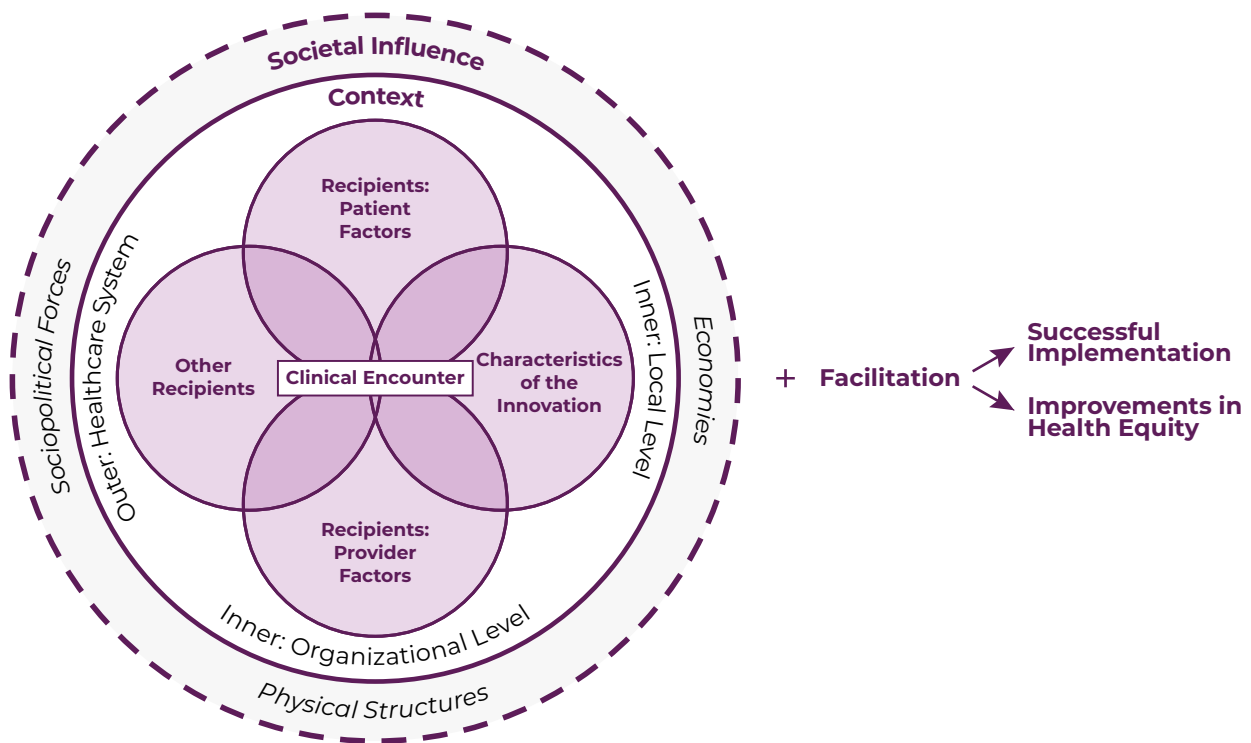 Societal Influence
Context
Recipients:
Patient
Factors
Sociopolitical Forces
Outer: Healthcare System
Other
Recipients
Clinical Encounter
Characteristics
of the
Innovation
Inner: Local Level
Economies
Recipients:
Provider
Factors
Inner: Organizational Level
Physical Structures
+ Facilitation
Successful
Implementation
Improvements in
Health Equity